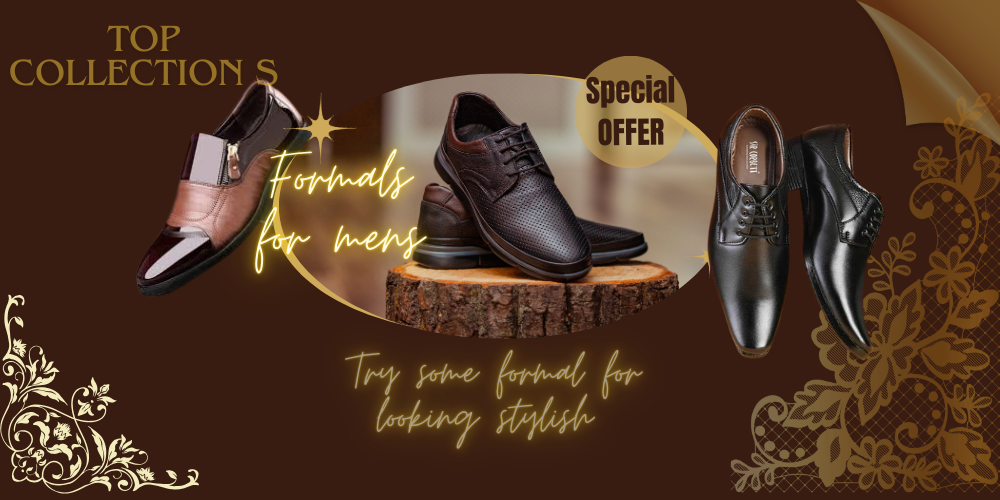 TOP
COLLECTION S
Special
OFFER
Formals
for mens
Try some formal for
looking stylish